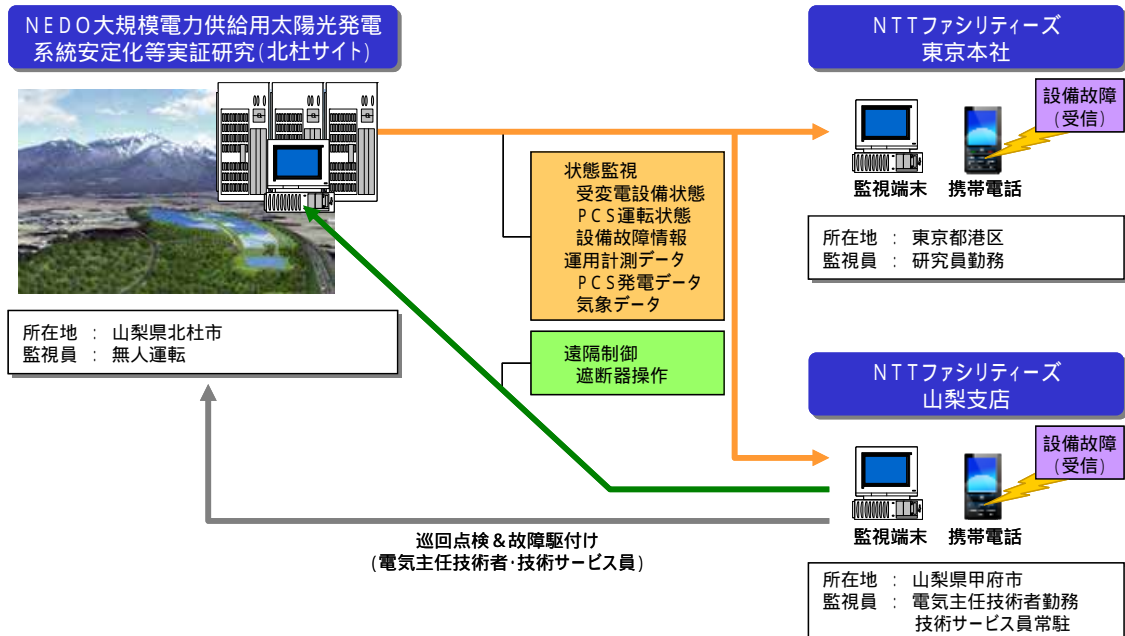 NEDO大規模電力供給用太陽光発電
系統安定化等実証研究(北杜サイト)
所在地 : 山梨県北杜市
監視員 : 無人運転
状態監視
受変電設備状態
PCS運転状態
設備故障情報
運用計測データ
PCS発電データ
気象データ
遠隔制御
遮断器操作
巡回点検&故障駆付け
(電気主任技術者・技術サービス員)
NTTファシリティーズ
東京本社
設備故障
(受信)
監視端末 携帯電話
所在地 : 東京都港区
監視員 : 研究員勤務
NTTファシリティーズ
山梨支店
設備故障
(受信)
監視端末 携帯電話
所在地 : 山梨県甲府市
監視員 : 電気主任技術者勤務
技術サービス員常駐